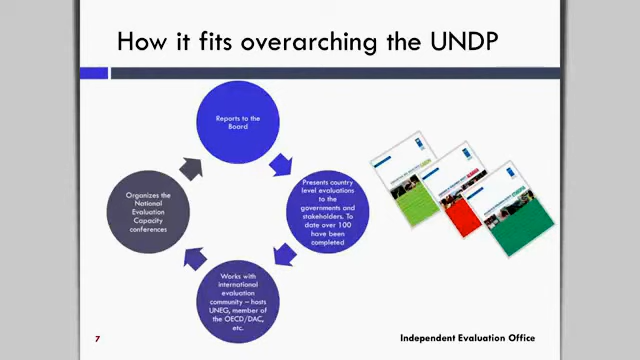 How it fits overarching the UNDP
Reports to the
Board
Presents country
level evaluations
to the
governments and
stakeholders. To
date over 100
have been
completed
Works with
international
evaluation
community – hosts
UNEG, member of
the OECD/DAC,
etc.
Organizes the
National
Evaluation
Capacity
conferences
7
Independent Evaluation Office